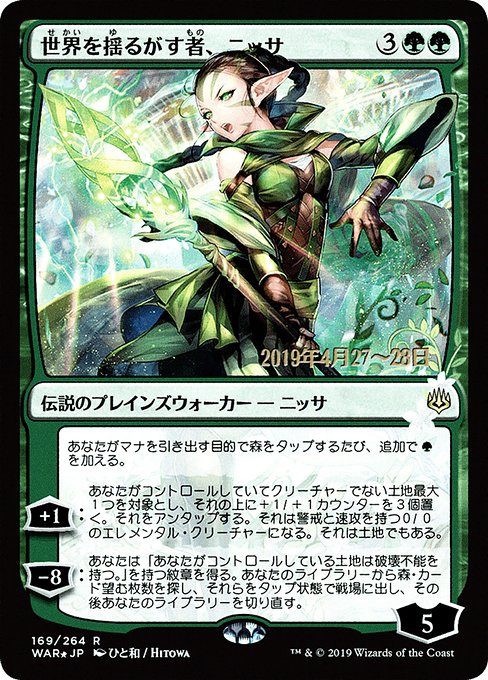 世界を揺るがす者、ニッサ 3
せかい ゆ もの
2019年4月27~28日
伝説のプレインズウォーカー — ニッサ
あなたがマナを引き出す目的で森をタップするたび、追加で
を加える。
+1
あなたがコントロールしていてクリーチャーでない土地最大
１つを対象とし、それの上に＋１/＋１カウンターを３個置
く。それをアンタップする。それは警戒と速攻を持つ０/０
のエレメンタル・クリーチャーになる。それは土地でもある。
-8
あなたは「あなたがコントロールしている土地は破壊不能を
持つ。」を持つ紋章を得る。あなたのライブラリーから森・カー
ド望む枚数を探し、それらをタップ状態で戦場に出し、その
後あなたのライブラリーを切り直す。
5
169/264 R
WAR★JP ひと和 / Hitowa
™ & © 2019 Wizards of the Coast